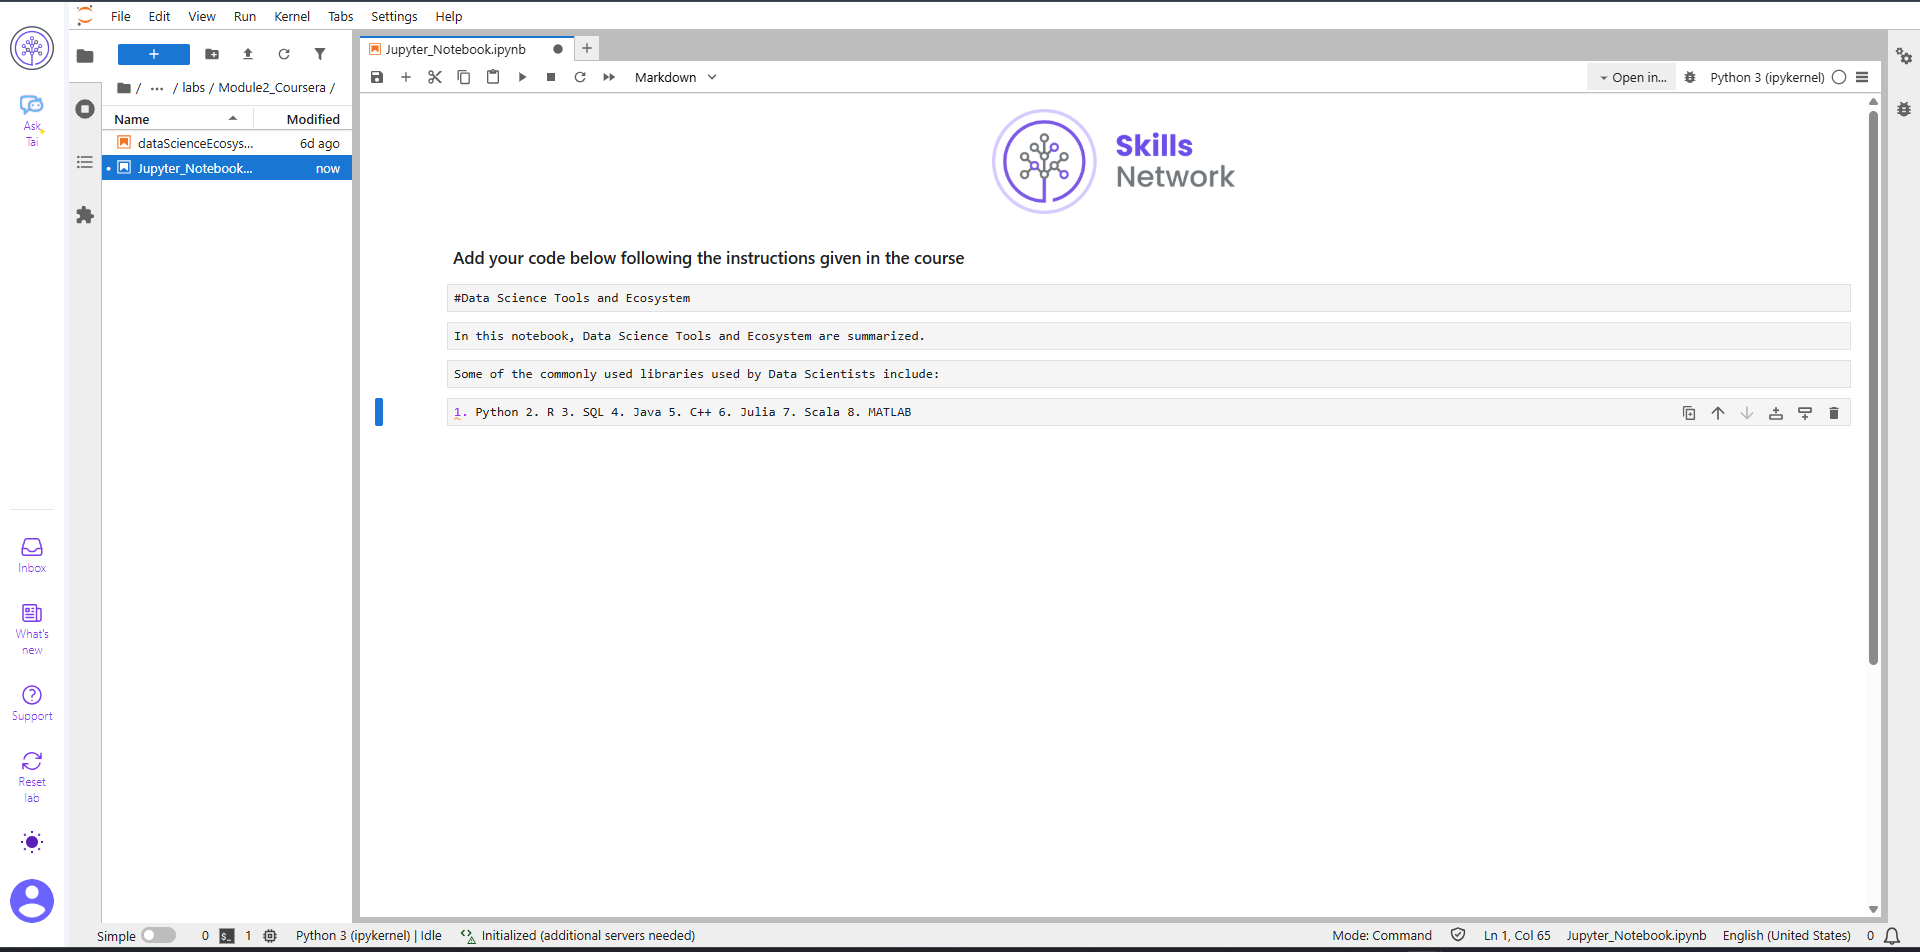 File Edit View Run Kernel Tabs Settings Help
Ask
Tai
Inbox
What's
new
Support
Reset
lab
+
/ ... / labs / Module2_Coursera /
Name Modified
dataScienceEcosys... 6d ago
Jupyter_Notebook... now
Jupyter_Notebook.ipynb
+
Markdown
Open in...
Python 3 (ipykernel)
Skills
Network
Add your code below following the instructions given in the course
#Data Science Tools and Ecosystem
In this notebook, Data Science Tools and Ecosystem are summarized.
Some of the commonly used libraries used by Data Scientists include:
1. Python 2. R 3. SQL 4. Java 5. C++ 6. Julia 7. Scala 8. MATLAB
Simple 0 $_ 1 Python 3 (ipykernel) | Idle Initialized (additional servers needed) Mode: Command Ln 1, Col 65 Jupyter_Notebook.ipynb English (United States) 0